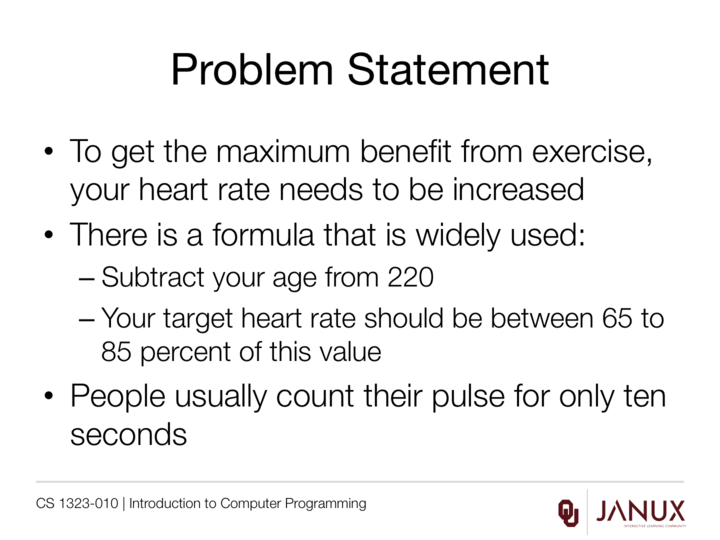 Problem Statement
• To get the maximum benefit from exercise,
your heart rate needs to be increased
• There is a formula that is widely used:
– Subtract your age from 220
– Your target heart rate should be between 65 to
85 percent of this value
• People usually count their pulse for only ten
seconds
CS 1323-010 | Introduction to Computer Programming
OU
JANUX
INTERACTIVE LEARNING COMMUNITY